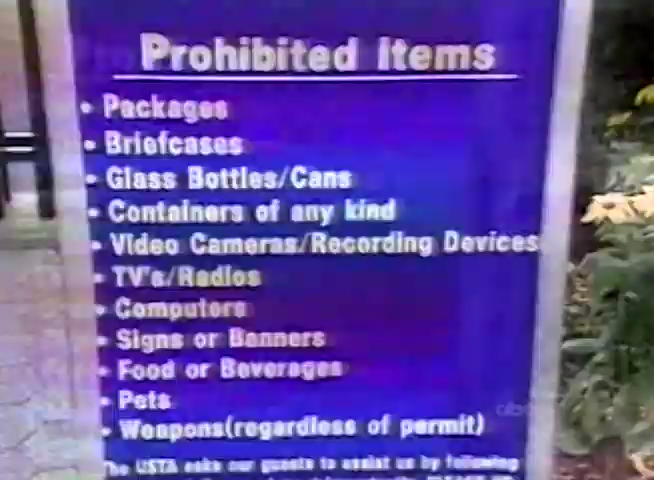 Prohibited Items
• Packages
• Briefcases
• Glass Bottles/Cans
• Containers of any kind
• Video Cameras/Recording Devices
• TV's/Radios
• Computers
• Signs or Banners
• Food or Beverages
• Pets
• Weapons(regardless of permit)
The USTA asks our guests to assist us by following
abc